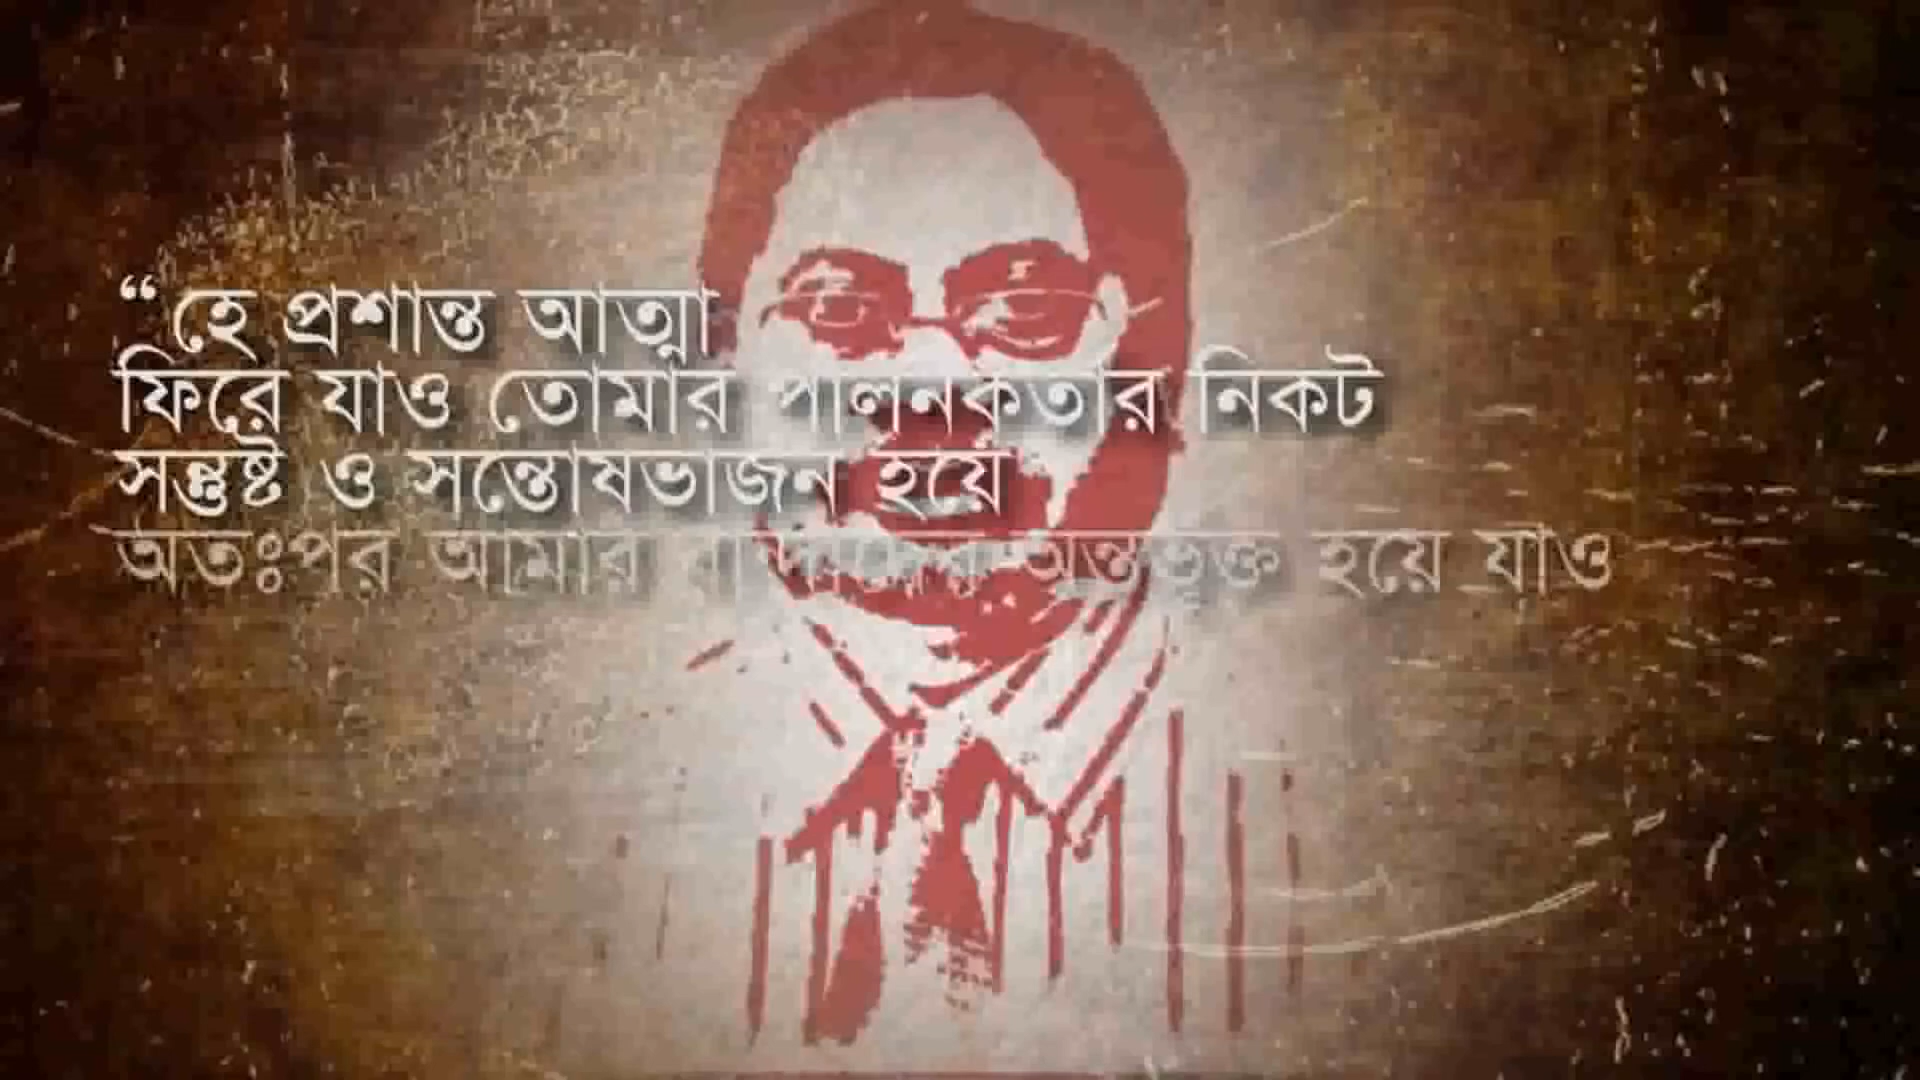 “হে প্রশান্ত আত্মা
ফিরে যাও তোমার পালনকর্তার নিকট
সন্তুষ্ট ও সন্তোষভাজন হয়ে
অতঃপর আমার বান্দাদের অন্তর্ভূক্ত হয়ে যাও